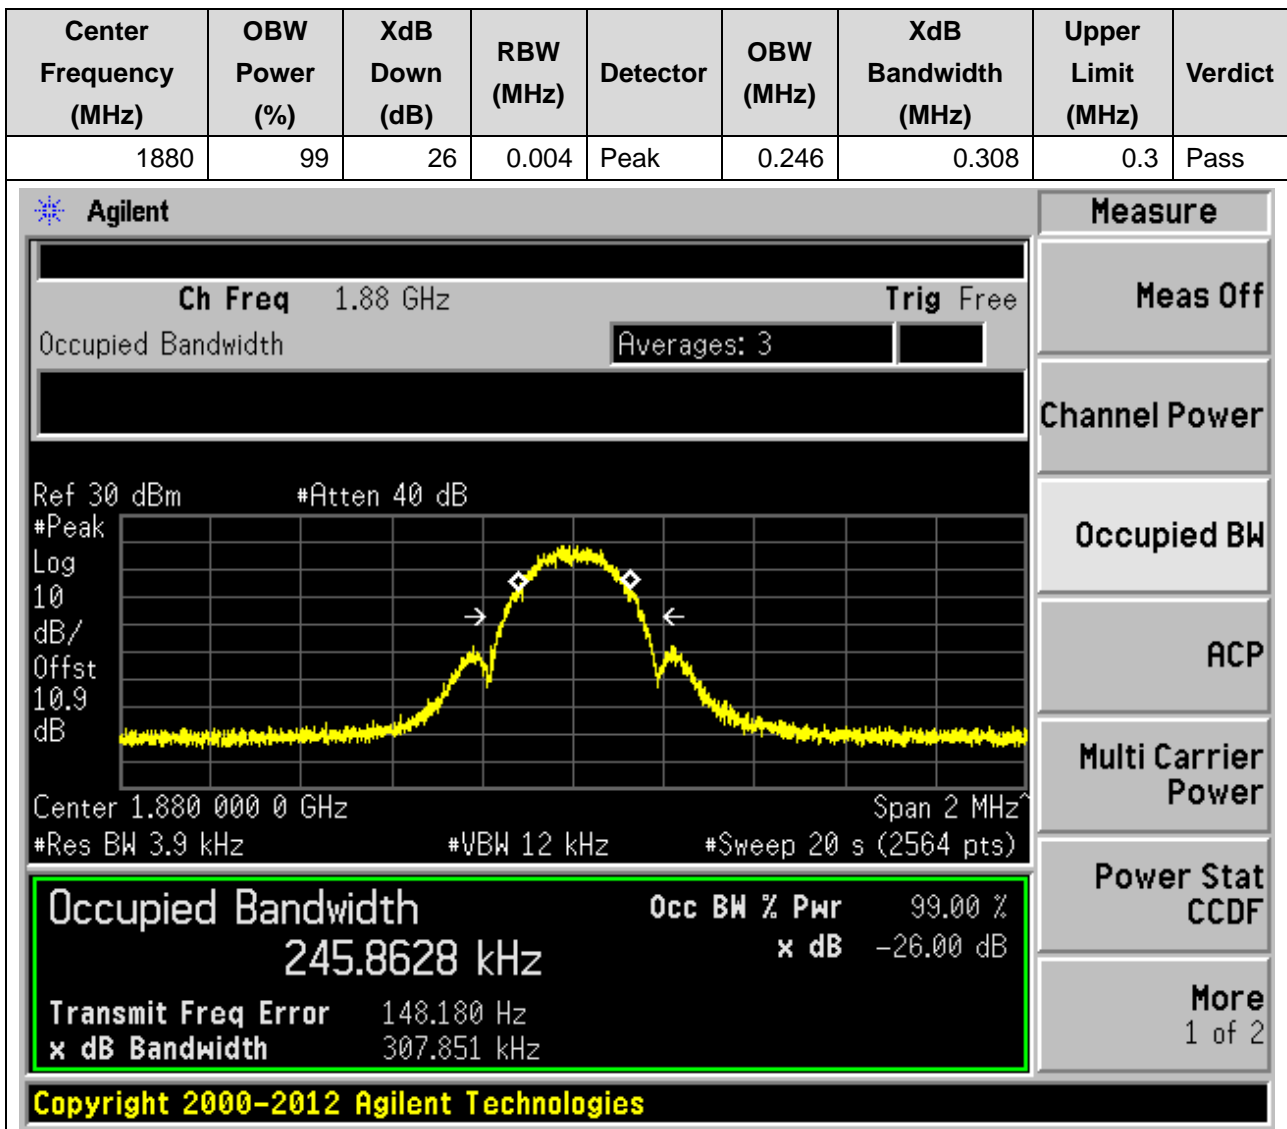 Center Frequency (MHz) OBW Power (%) XdB Down (dB) RBW (MHz) Detector OBW (MHz) XdB Bandwidth (MHz) Upper Limit (MHz) Verdict
1880 99 26 0.004 Peak 0.246 0.308 0.3 Pass
Agilent
Measure
Ch Freq 1.88 GHz Trig Free
Meas Off
Occupied Bandwidth Averages: 3
Channel Power
Ref 30 dBm #Atten 40 dB
#Peak
Log
10
dB/
Offst
10.9
dB
Occupied BW
ACP
Multi Carrier
Power
Center 1.880 000 0 GHz Span 2 MHz^
#Res BW 3.9 kHz #VBW 12 kHz #Sweep 20 s (2564 pts)
Power Stat
CCDF
Occupied Bandwidth Occ BW % Pwr 99.00 %
245.8628 kHz x dB -26.00 dB
Transmit Freq Error 148.180 Hz
x dB Bandwidth 307.851 kHz
More
1 of 2
Copyright 2000-2012 Agilent Technologies